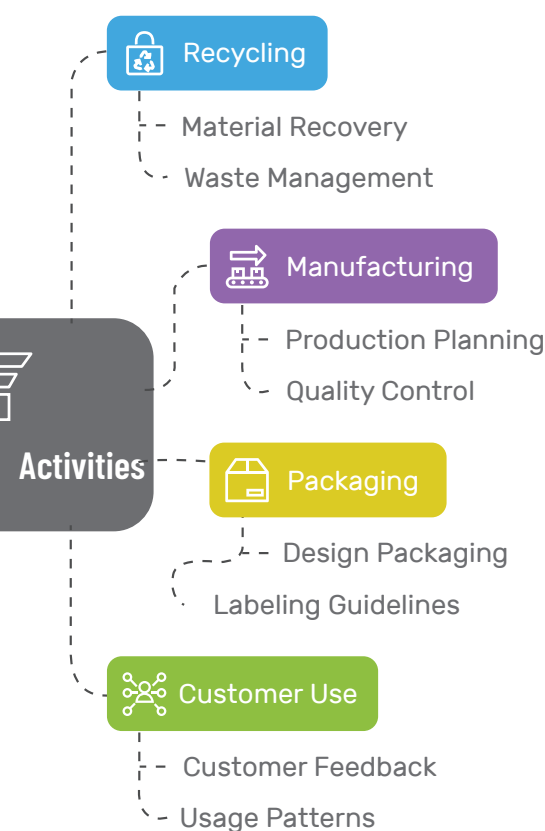 Recycling
Material Recovery
Waste Management
Manufacturing
Production Planning
Quality Control
Activities
Packaging
Design Packaging
Labeling Guidelines
Customer Use
Customer Feedback
Usage Patterns